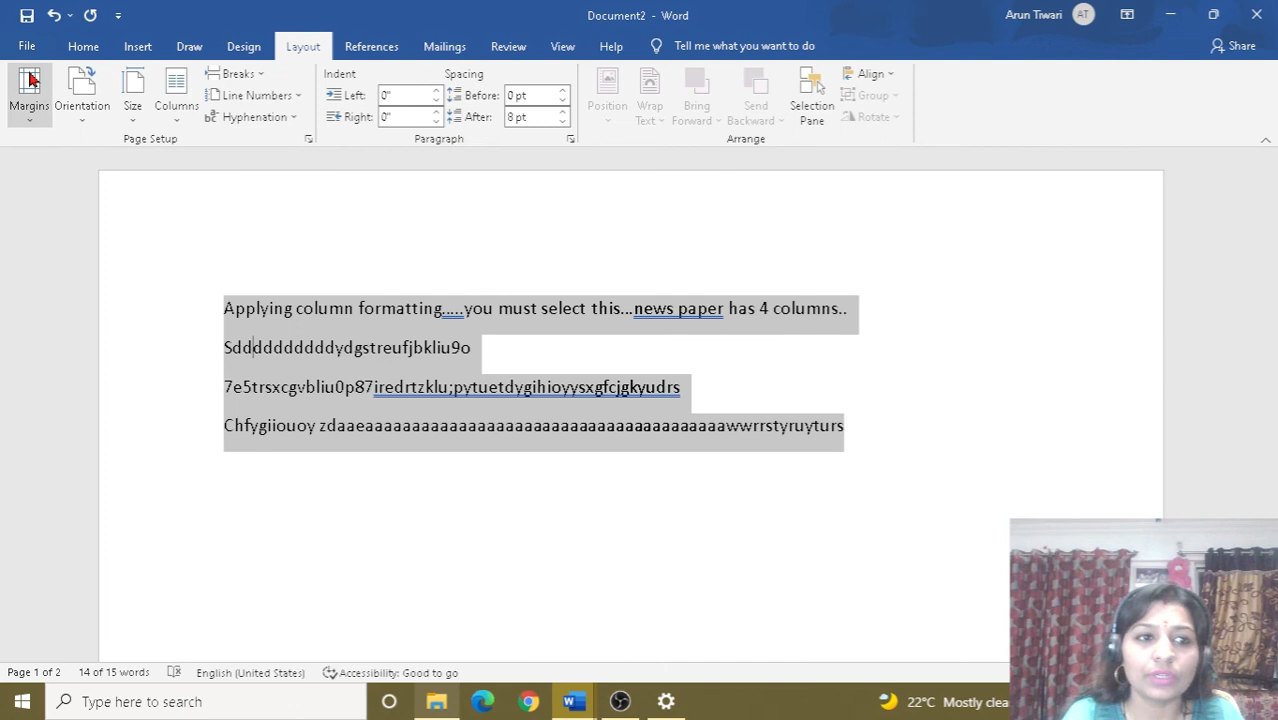 Document2 - Word
Arun Tiwari AT
File Home Insert Draw Design Layout References Mailings Review View Help Tell me what you want to do Share
Margins Orientation Size Columns
Breaks
Line Numbers
Hyphenation
Page Setup
Indent Spacing
Left: 0" Before: 0 pt
Right: 0" After: 8 pt
Paragraph
Position Wrap Text Bring Forward Send Backward Selection Pane
Align
Group
Rotate
Arrange
Applying column formatting.....you must select this...news paper has 4 columns..
Sddddddddddydgstreufjbkliu9o
7e5trsxcgvbliu0p87iredrtzklu;pytuetdygihioyysxgfcjgkyudrs
Chfygiiouoy zdaaeaaaaaaaaaaaaaaaaaaaaaaaaaaaaaaaaaaaaaaawwrrstyruyturs
Page 1 of 2 14 of 15 words English (United States) Accessibility: Good to go
Type here to search 22°C Mostly clea